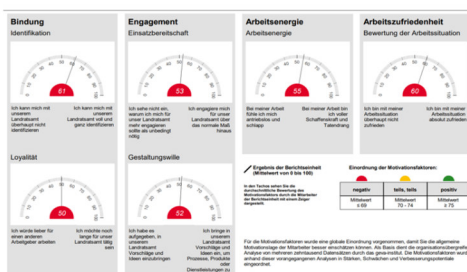 Bindung
Identifikation
61
Ich kann mich mit
unserem
Landratsamt
überhaupt nicht
identifizieren
Ich kann mich mit
unserem
Landratsamt voll und
ganz identifizieren
Loyalität
50
Ich würde lieber für
einen anderen
Arbeitgeber arbeiten
Ich möchte noch
lange für unser
Landratsamt tätig
sein
Engagement
Einsatzbereitschaft
53
Ich sehe nicht ein,
warum ich mich für
unser Landratsamt
mehr engagieren
sollte als unbedingt
nötig
Ich engagiere mich
für unser
Landratsamt über
das normale Maß
hinaus
Gestaltungswille
52
Ich habe es
aufgegeben, in
unserem
Landratsamt
Vorschläge und
Ideen einzubringen
Ich bringe in
unserem
Landratsamt
Vorschläge und
Ideen ein, um
Prozesse, Produkte
oder
Dienstleistungen zu
Arbeitsenergie
Arbeitsenergie
55
Bei meiner Arbeit
fühle ich mich
antriebslos und
schlapp
Bei meiner Arbeit bin
ich voller
Schaffenskraft und
Tatendrang
Arbeitszufriedenheit
Bewertung der Arbeitssituation
60
Ich bin mit meiner
Arbeitssituation
überhaupt nicht
zufrieden
Ich bin mit meiner
Arbeitssituation
absolut zufrieden
Ergebnis der Berichtseinheit
(Mittelwert von 0 bis 100)
In den Tachos sehen Sie die
durchschnittliche Bewertung des
Motivationsfaktors durch die Mitarbeiter
der Berichtseinheit mit einem Zeiger
dargestellt.
Einordnung der Motivationsfaktoren:
negativ teils, teils positiv
Mittelwert Mittelwert Mittelwert
≤ 69 70 - 74 ≥ 75
Für die Motivationsfaktoren wurde eine globale Einordnung vorgenommen, damit Sie die allgemeine
Motivationslage der Mitarbeiter besser einschätzen können. Als Basis dient die organisationsübergreifende
Analyse von mehreren zehntausend Datensätzen durch das
anhand dieser vorangegangenen Analysen in Stärken, Schwächen und Verbesserungspotentiale
eingeordnet.